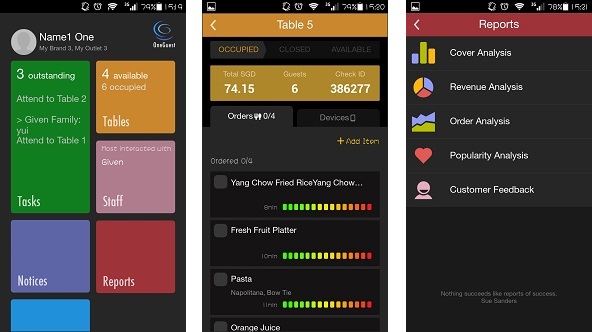 79% 15:19
Name1 One
My Brand 3, My Outlet 3
OneGuest
3 outstanding
Attend to Table 2
> Given Family:
yui
Attend to Table 1
Tasks
4 available
6 occupied
Tables
Most interacted with
Given
Staff
Notices
Reports
3G 79% 15:20
Table 5
OCCUPIED
CLOSED
AVAILABLE
Total SGD
Guests
Check ID
74.15
6
386277
Orders 0/4
Devices
+ Add Item
Ordered 0/4
Yang Chow Fried RiceYang Chow...
8min
Fresh Fruit Platter
10min
Pasta
Napolitana, Bow Tie
11min
Orange Juice
3G 78% 15:21
Reports
Cover Analysis
Revenue Analysis
Order Analysis
Popularity Analysis
Customer Feedback
Nothing succeeds like reports of success.
Sue Sanders